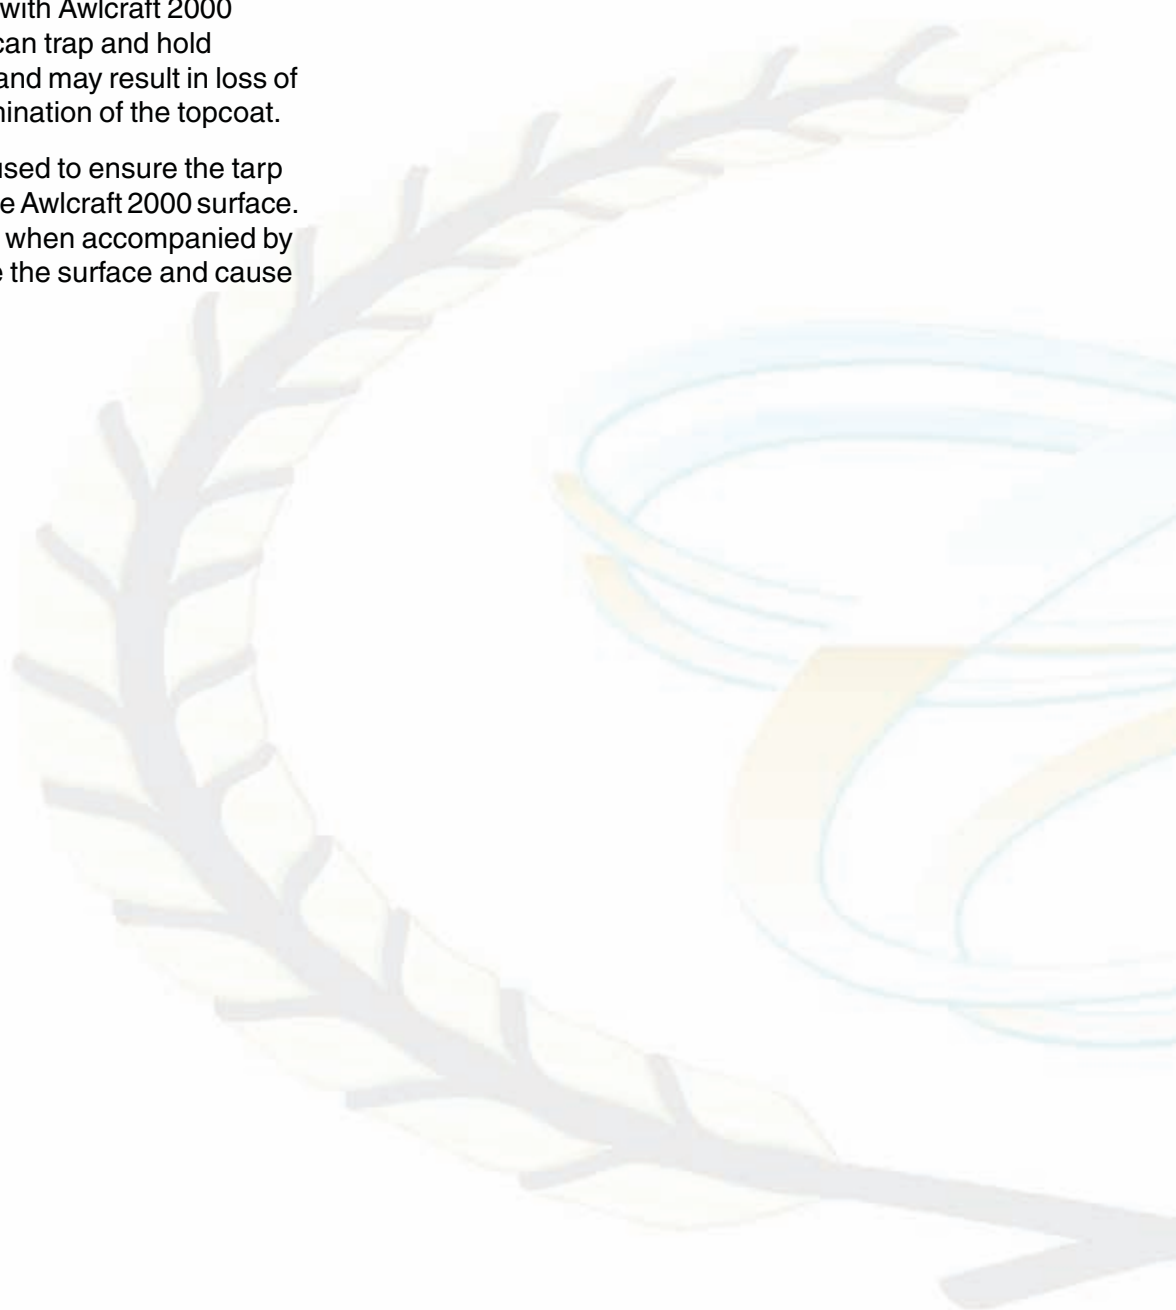 with Awlcraft 2000
can trap and hold
and may result in loss of
mination of the topcoat.
used to ensure the tarp
e Awlcraft 2000 surface.
when accompanied by
e the surface and cause